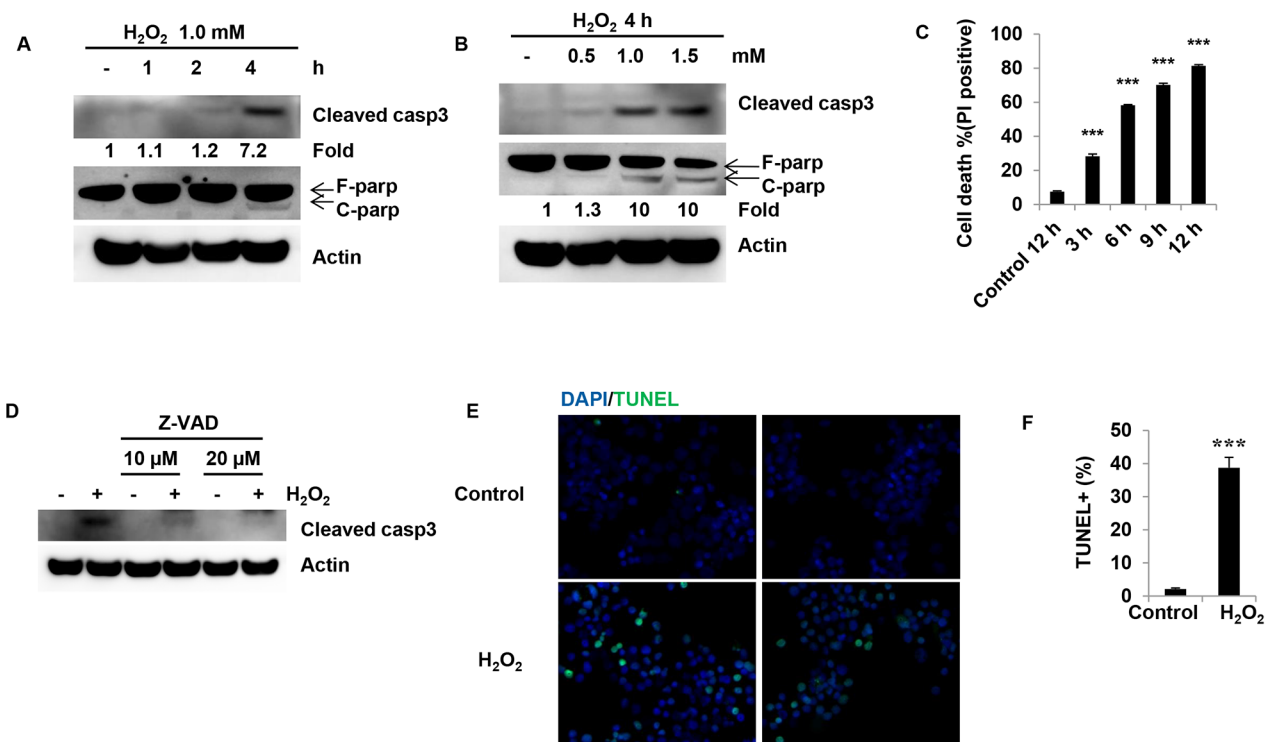 A
H₂O₂ 1.0 mM
- 1 2 4 h
Cleaved casp3
1 1.1 1.2 7.2 Fold
F-parp
C-parp
Actin
B
H₂O₂ 4 h
- 0.5 1.0 1.5 mM
Cleaved casp3
F-parp
C-parp
1 1.3 10 10 Fold
Actin
C
Cell death %(PI positive)
100
80
60
40
20
0
*** *** *** ***
Control 12 h
3 h
6 h
9 h
12 h
D
Z-VAD
10 µM 20 µM
- + - + - + H₂O₂
Cleaved casp3
Actin
E
DAPI/TUNEL
Control
H₂O₂
F
TUNEL+ (%)
50
40
30
20
10
0
***
Control H₂O₂